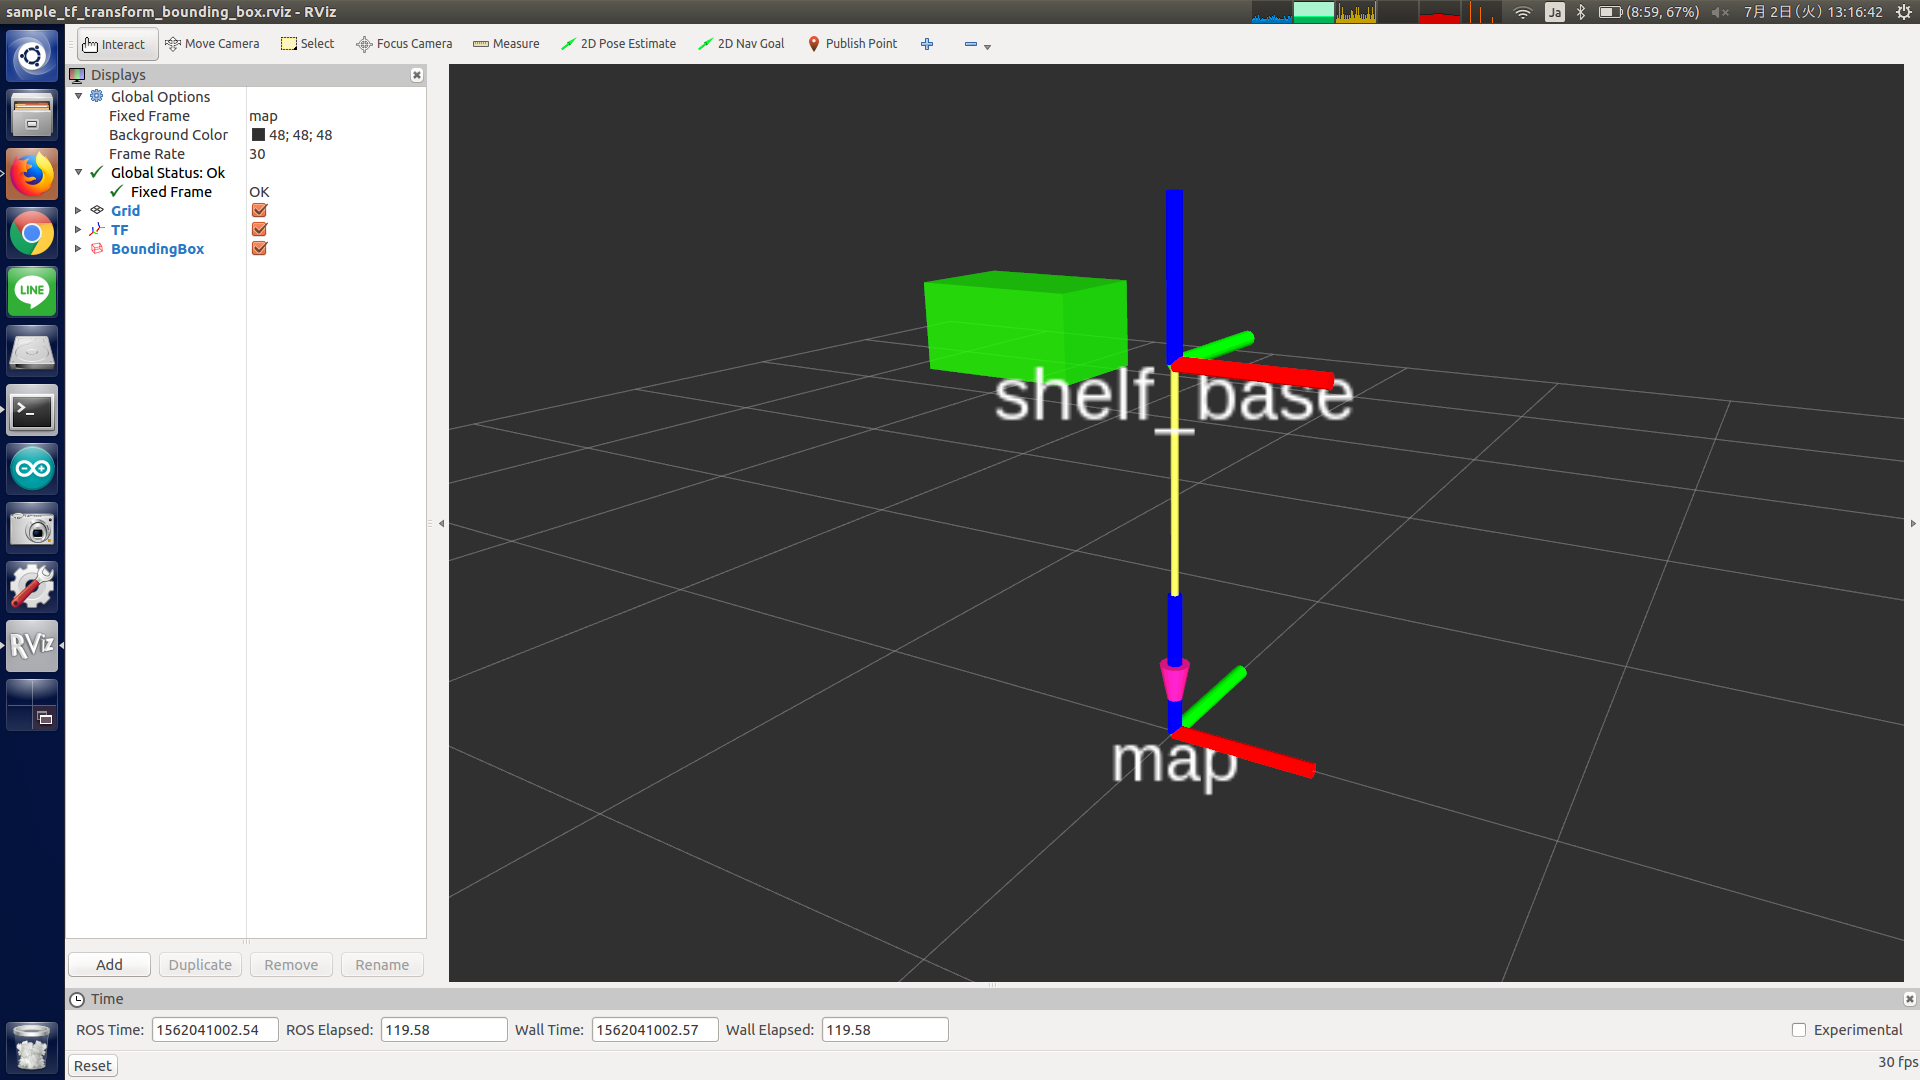 sample_tf_transform_bounding_box.rviz - RViz
Ja (8:59, 67%) 7月 2日 (火) 13:16:42
Interact Move Camera Select Focus Camera Measure 2D Pose Estimate 2D Nav Goal Publish Point
Displays
Global Options
Fixed Frame map
Background Color 48; 48; 48
Frame Rate 30
Global Status: Ok
Fixed Frame OK
Grid
TF
BoundingBox
LINE
RViz
shelf_base
map
Add Duplicate Remove Rename
Time
ROS Time: 1562041002.54 ROS Elapsed: 119.58 Wall Time: 1562041002.57 Wall Elapsed: 119.58 Experimental
Reset 30 fps